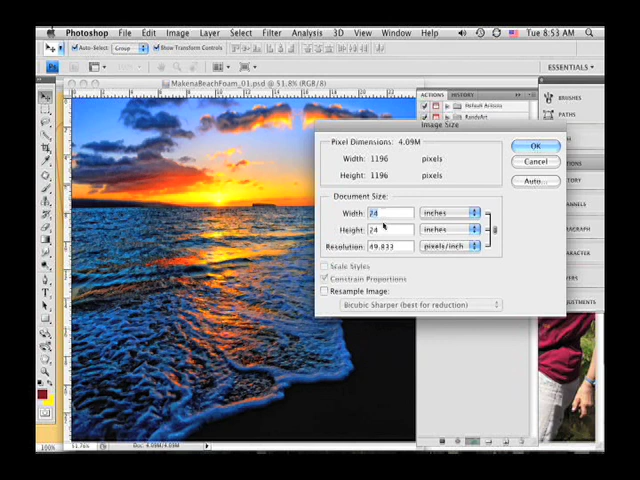 Photoshop File Edit Image Layer Select Filter Analysis 3D View Window Help Tue 8:53 AM
Auto-Select Group Show Transform Controls
Ps ESSENTIALS
MakenaBeachFoam_01.psd @ 51.8% (RGB/8)
ACTIONS HISTORY
Default Actions
BRUSHES
PATHS
Image Size
Pixel Dimensions: 4.09M
Width: 1196 pixels
Height: 1196 pixels
OK
Cancel
Auto...
Document Size:
Width: 24 inches
Height: 24 inches
Resolution: 49.833 pixels/inch
Scale Styles
Constrain Proportions
Resample Image:
Bicubic Sharper (best for reduction)
100%
Doc: 4.09M/4.09M